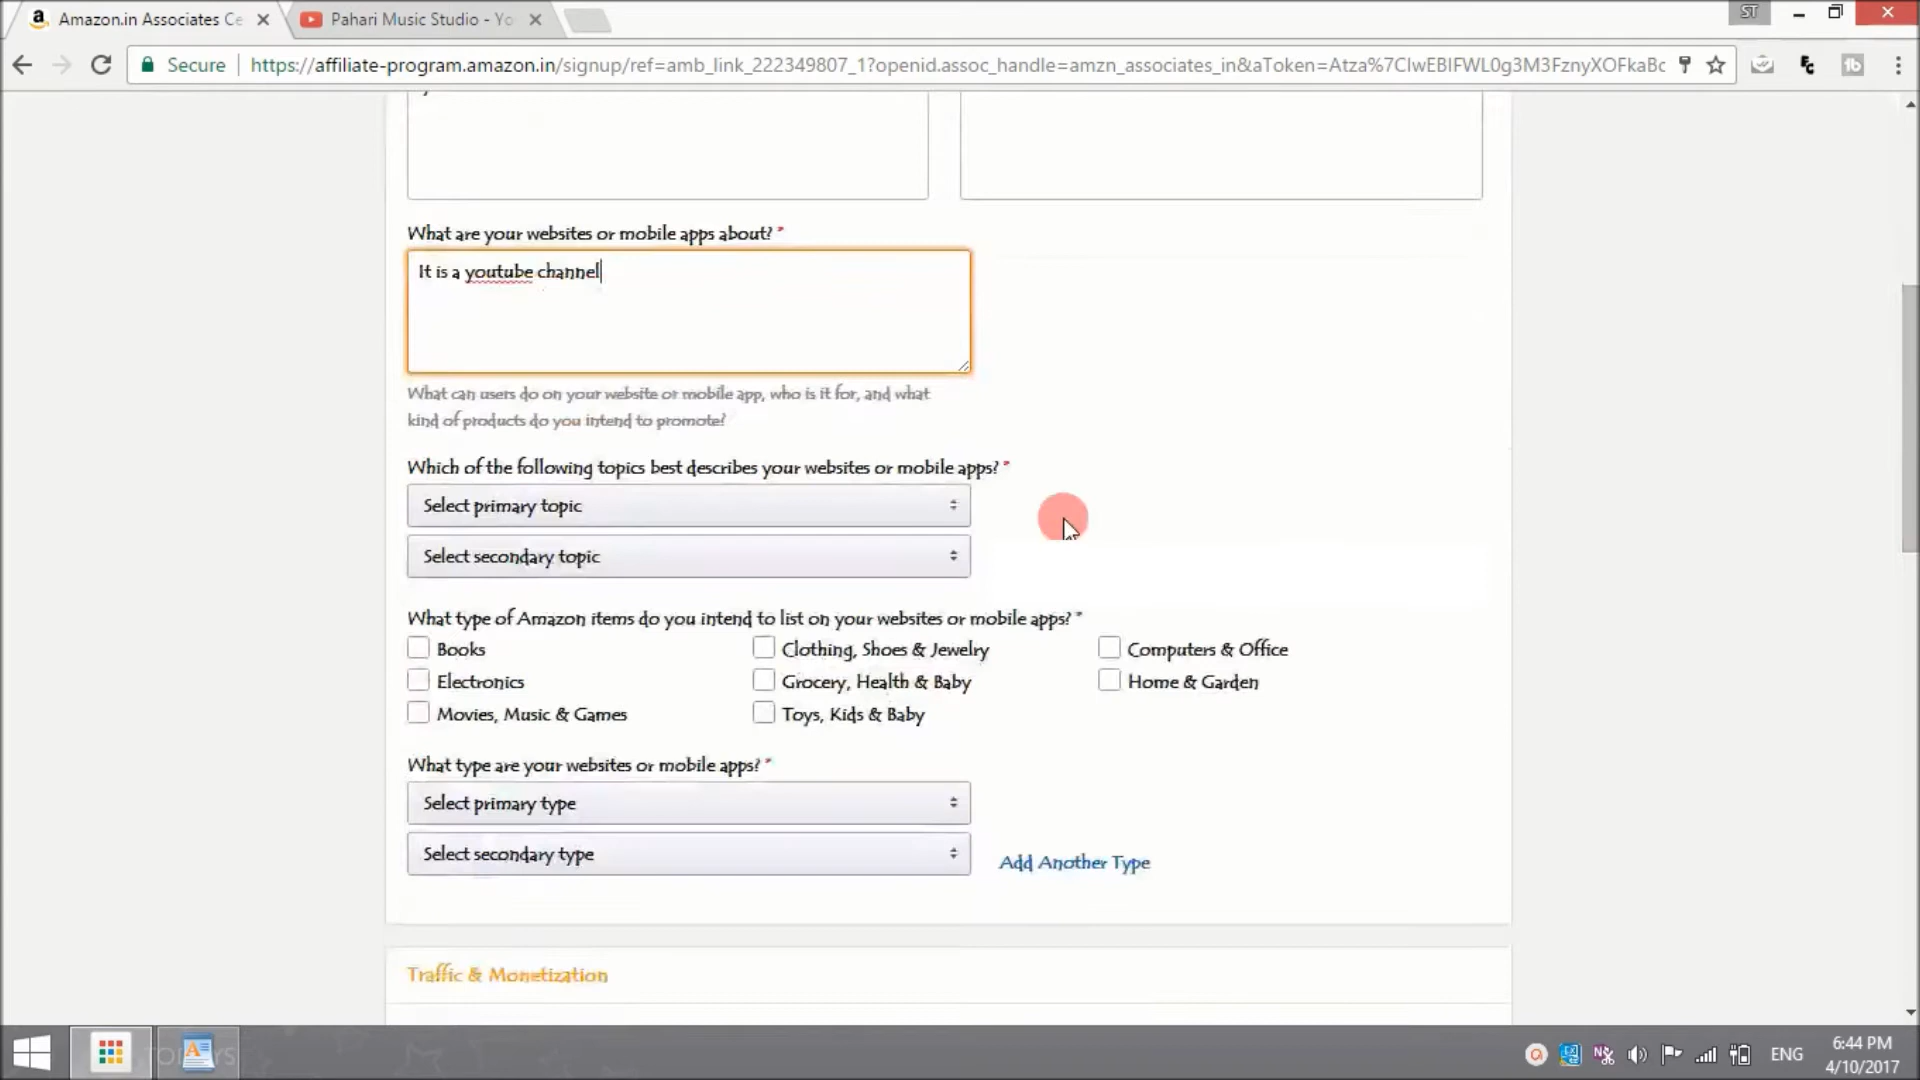 Amazon.in Associates Ce
Pahari Music Studio - Yo
ST
Secure
https://affiliate-program.amazon.in/signup/ref=amb_link_222349807_1?openid.assoc_handle=amzn_associates_in&aToken=Atza%7CIwEBIFWL0g3M3FznyXOFkaBc
What are your websites or mobile apps about? *
It is a youtube channel
What can users do on your website or mobile app, who is it for, and what
kind of products do you intend to promote?
Which of the following topics best describes your websites or mobile apps? *
Select primary topic
Select secondary topic
What type of Amazon items do you intend to list on your websites or mobile apps? *
Books
Clothing, Shoes & Jewelry
Computers & Office
Electronics
Grocery, Health & Baby
Home & Garden
Movies, Music & Games
Toys, Kids & Baby
What type are your websites or mobile apps? *
Select primary type
Select secondary type
Add Another Type
Traffic & Monetization
ENG
6:44 PM
4/10/2017